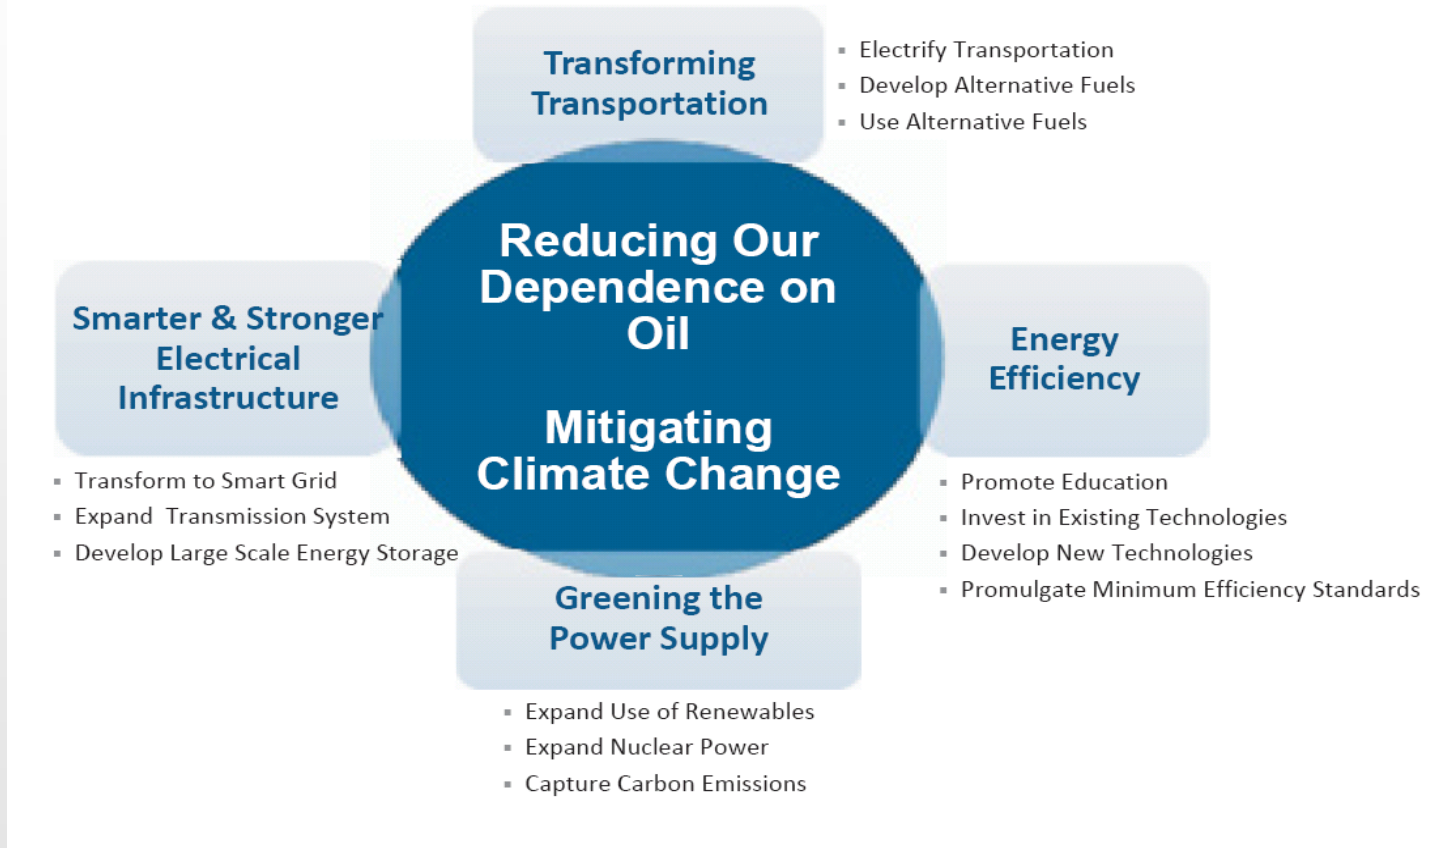 Transforming
Transportation
▪ Electrify Transportation
▪ Develop Alternative Fuels
▪ Use Alternative Fuels
Reducing Our
Dependence on
Oil
Mitigating
Climate Change
Smarter & Stronger
Electrical
Infrastructure
▪ Transform to Smart Grid
▪ Expand  Transmission System
▪ Develop Large Scale Energy Storage
Energy
Efficiency
▪ Promote Education
▪ Invest in Existing Technologies
▪ Develop New Technologies
▪ Promulgate Minimum Efficiency Standards
Greening the
Power Supply
▪ Expand Use of Renewables
▪ Expand Nuclear Power
▪ Capture Carbon Emissions